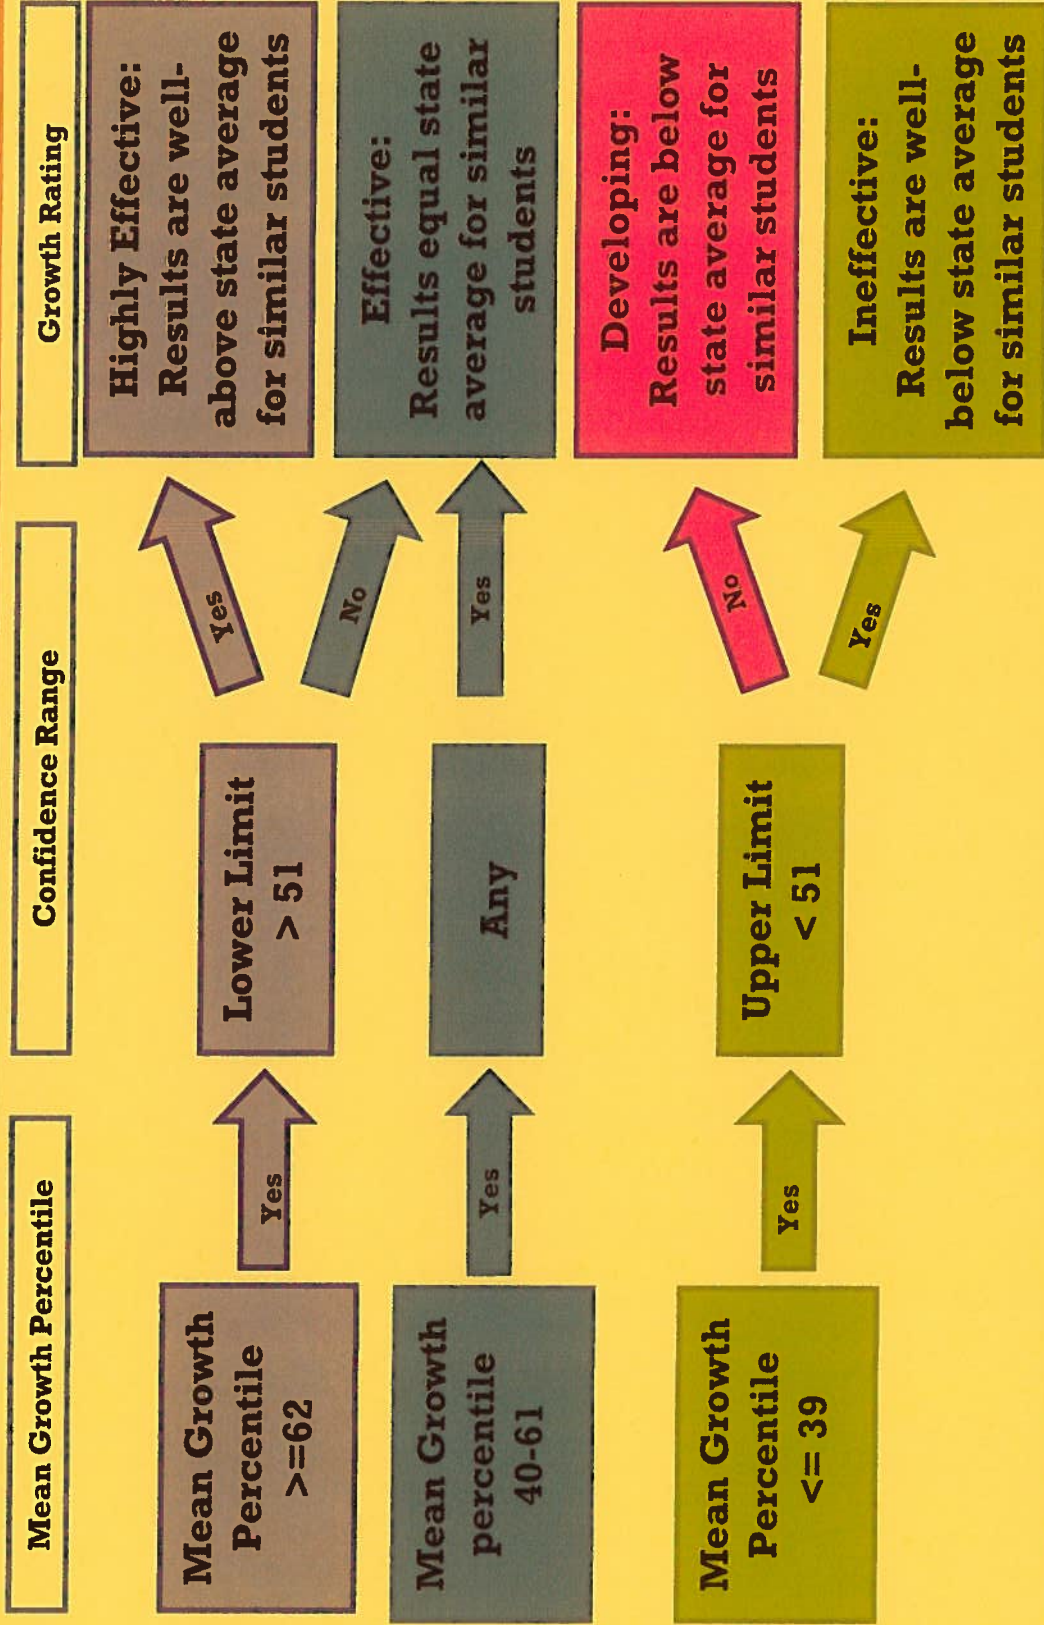 Mean Growth Percentile
Confidence Range
Growth Rating
Mean Growth
Percentile
>=62
Yes
Lower Limit
> 51
Yes
No
Highly Effective:
Results are well-
above state average
for similar students
Mean Growth
percentile
40-61
Yes
Any
Yes
Effective:
Results equal state
average for similar
students
Mean Growth
Percentile
<= 39
Yes
Upper Limit
< 51
No
Yes
Developing:
Results are below
state average for
similar students
Ineffective:
Results are well-
below state average
for similar students